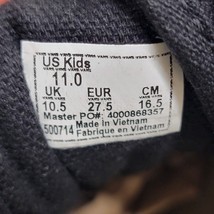 US Kids
11.0
UK EUR CM
10.5 27.5 16.5
Master PO#: 4000868357
500714 Made in Vietnam
Fabriqué en Vietnam